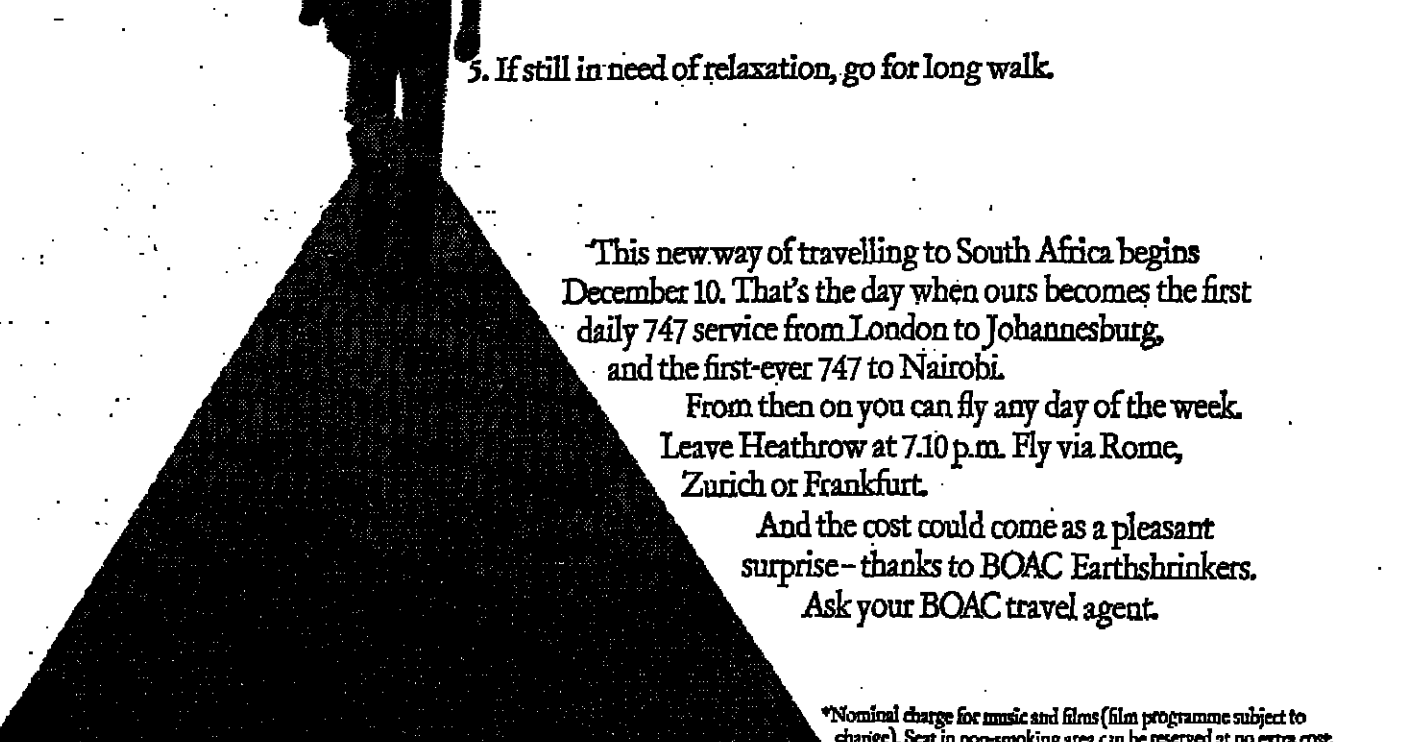 5. If still in need of relaxation, go for long walk.
This new way of travelling to South Africa begins
December 10. That's the day when ours becomes the first
daily 747 service from London to Johannesburg,
and the first-ever 747 to Nairobi.
From then on you can fly any day of the week.
Leave Heathrow at 7.10 p.m. Fly via Rome,
Zurich or Frankfurt.
And the cost could come as a pleasant
surprise–thanks to BOAC Earthshrinkers.
Ask your BOAC travel agent.
*Nominal charge for music and films (film programme subject to
change). Seat in non-smoking area can be reserved at no extra cost.